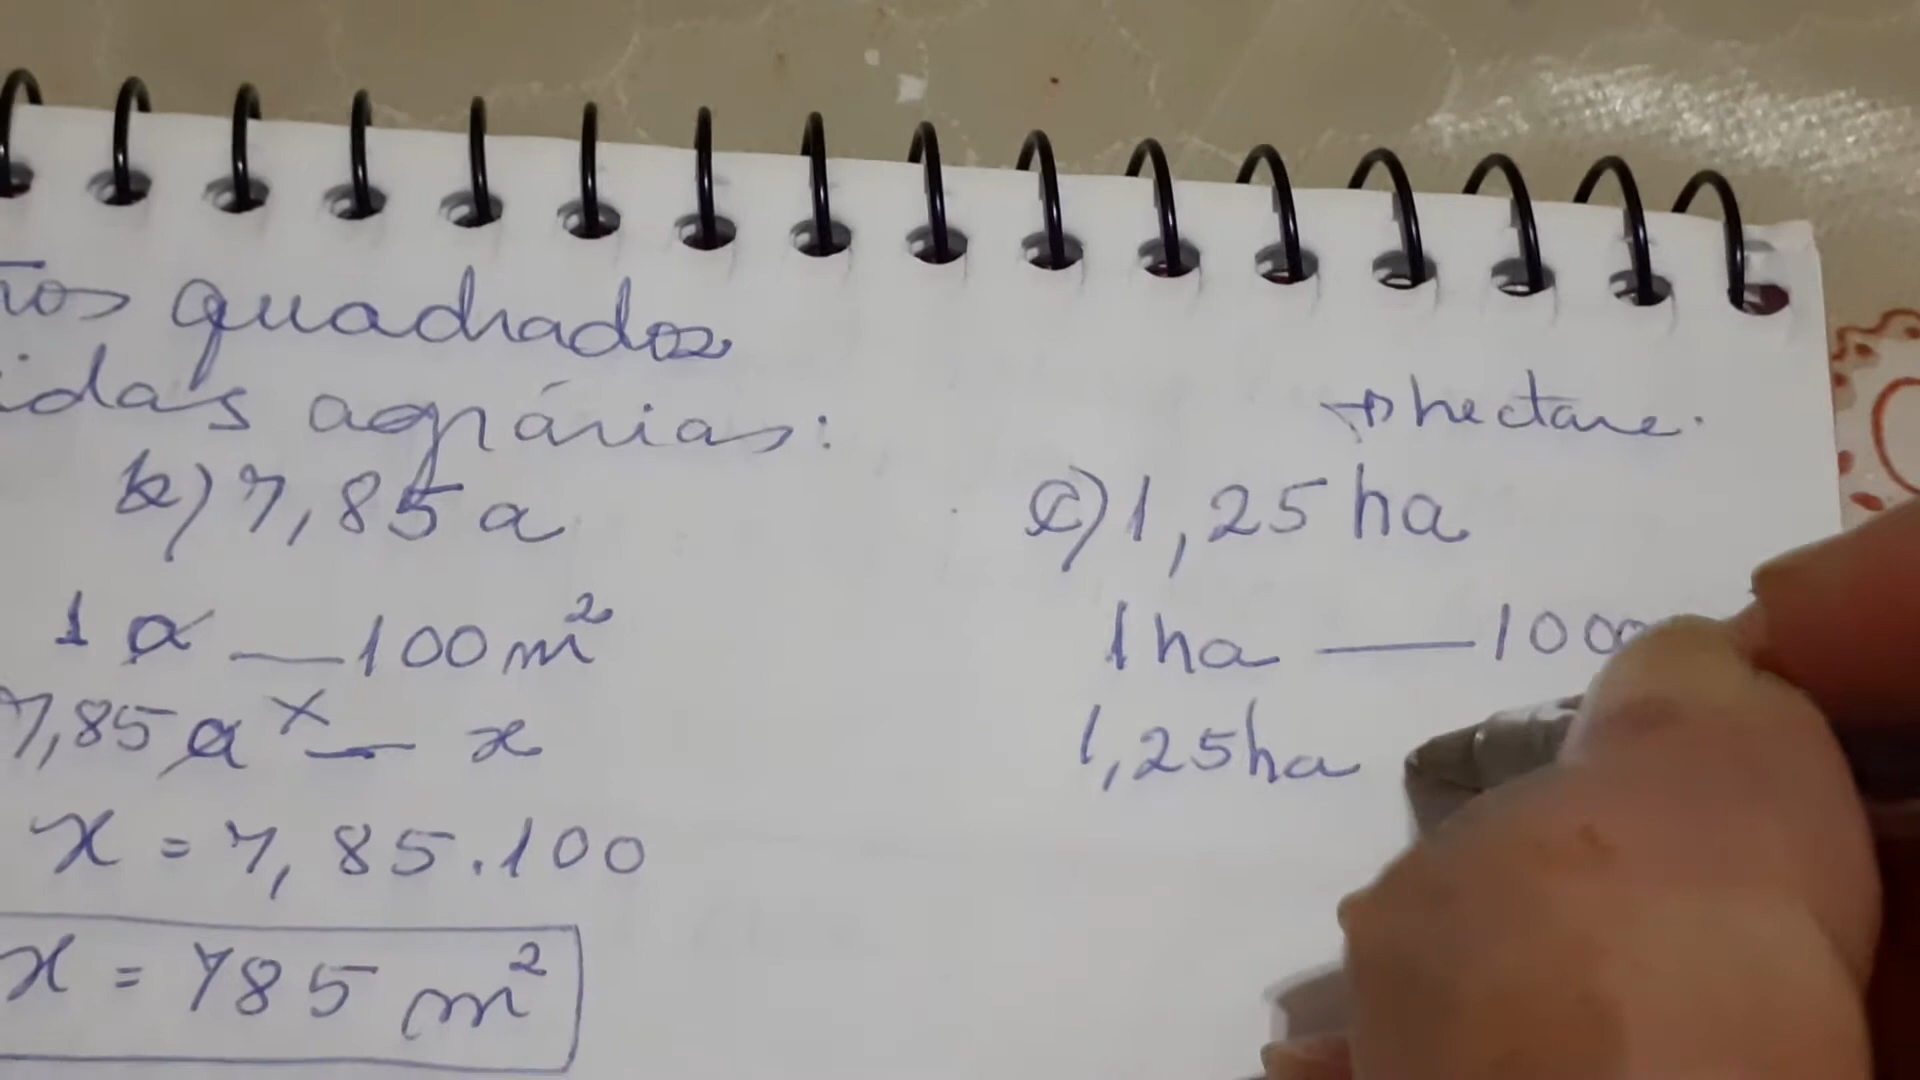 quadrados
agrárias:
→ hectare.
b) 7,85 a
1 a — 100 m²
7,85 a × — x
x = 7,85 . 100
x = 785 m²
c) 1,25 ha
1 ha — 1000
1,25 ha